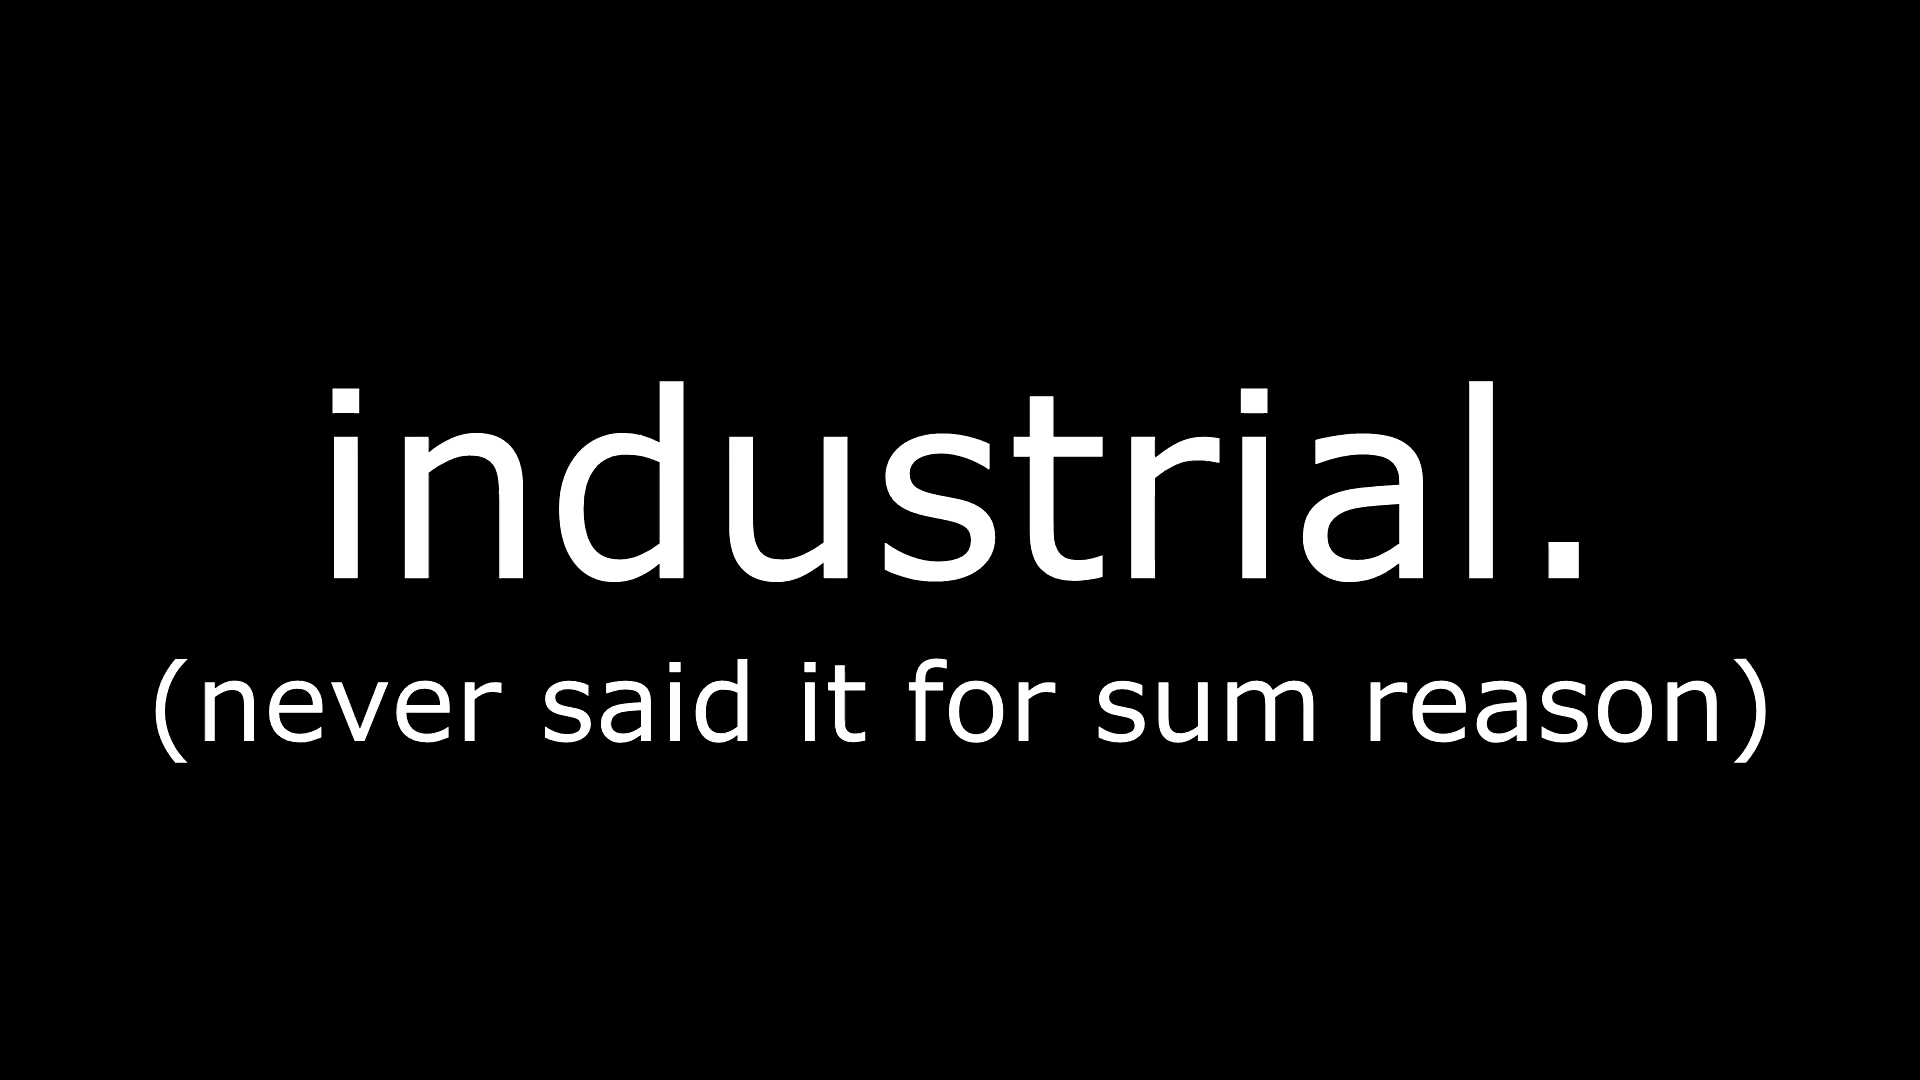 industrial.
(never said it for sum reason)